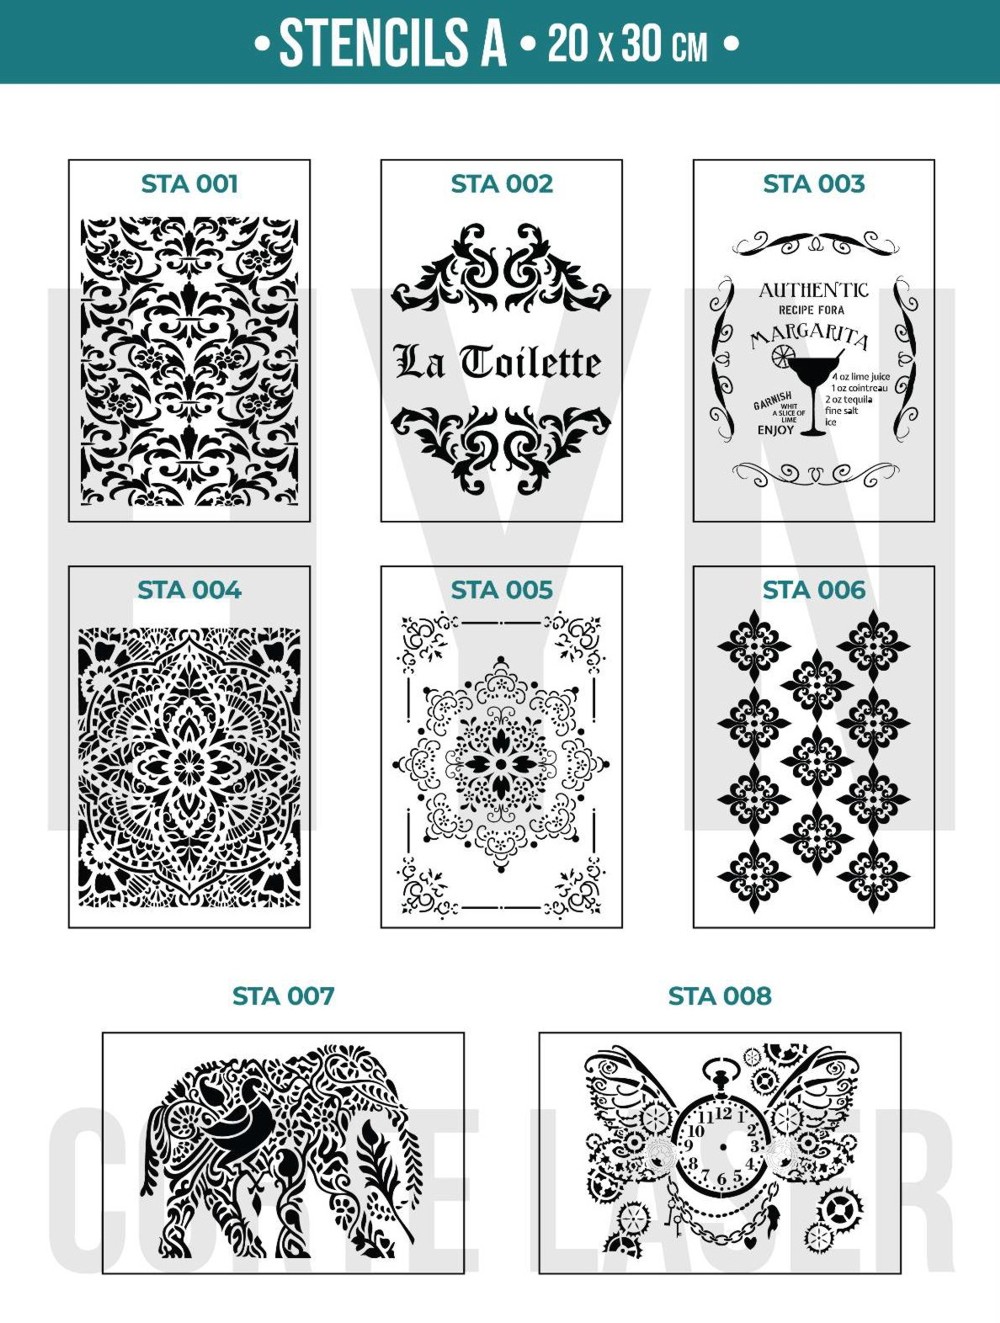 • STENCILS A • 20 X 30 CM •
STA 001
STA 002
La Toilette
STA 003
AUTHENTIC
RECIPE FORA
MARGARITA
4 oz lime juice
1 oz cointreau
2 oz tequila
fine salt
ice
GARNISH
WHIT
A SLICE OF
LIME
ENJOY
STA 004
STA 005
STA 006
STA 007
STA 008
11 12 1
10 2
9 3
8 4
7 6 5
HYN
CORTE LASER